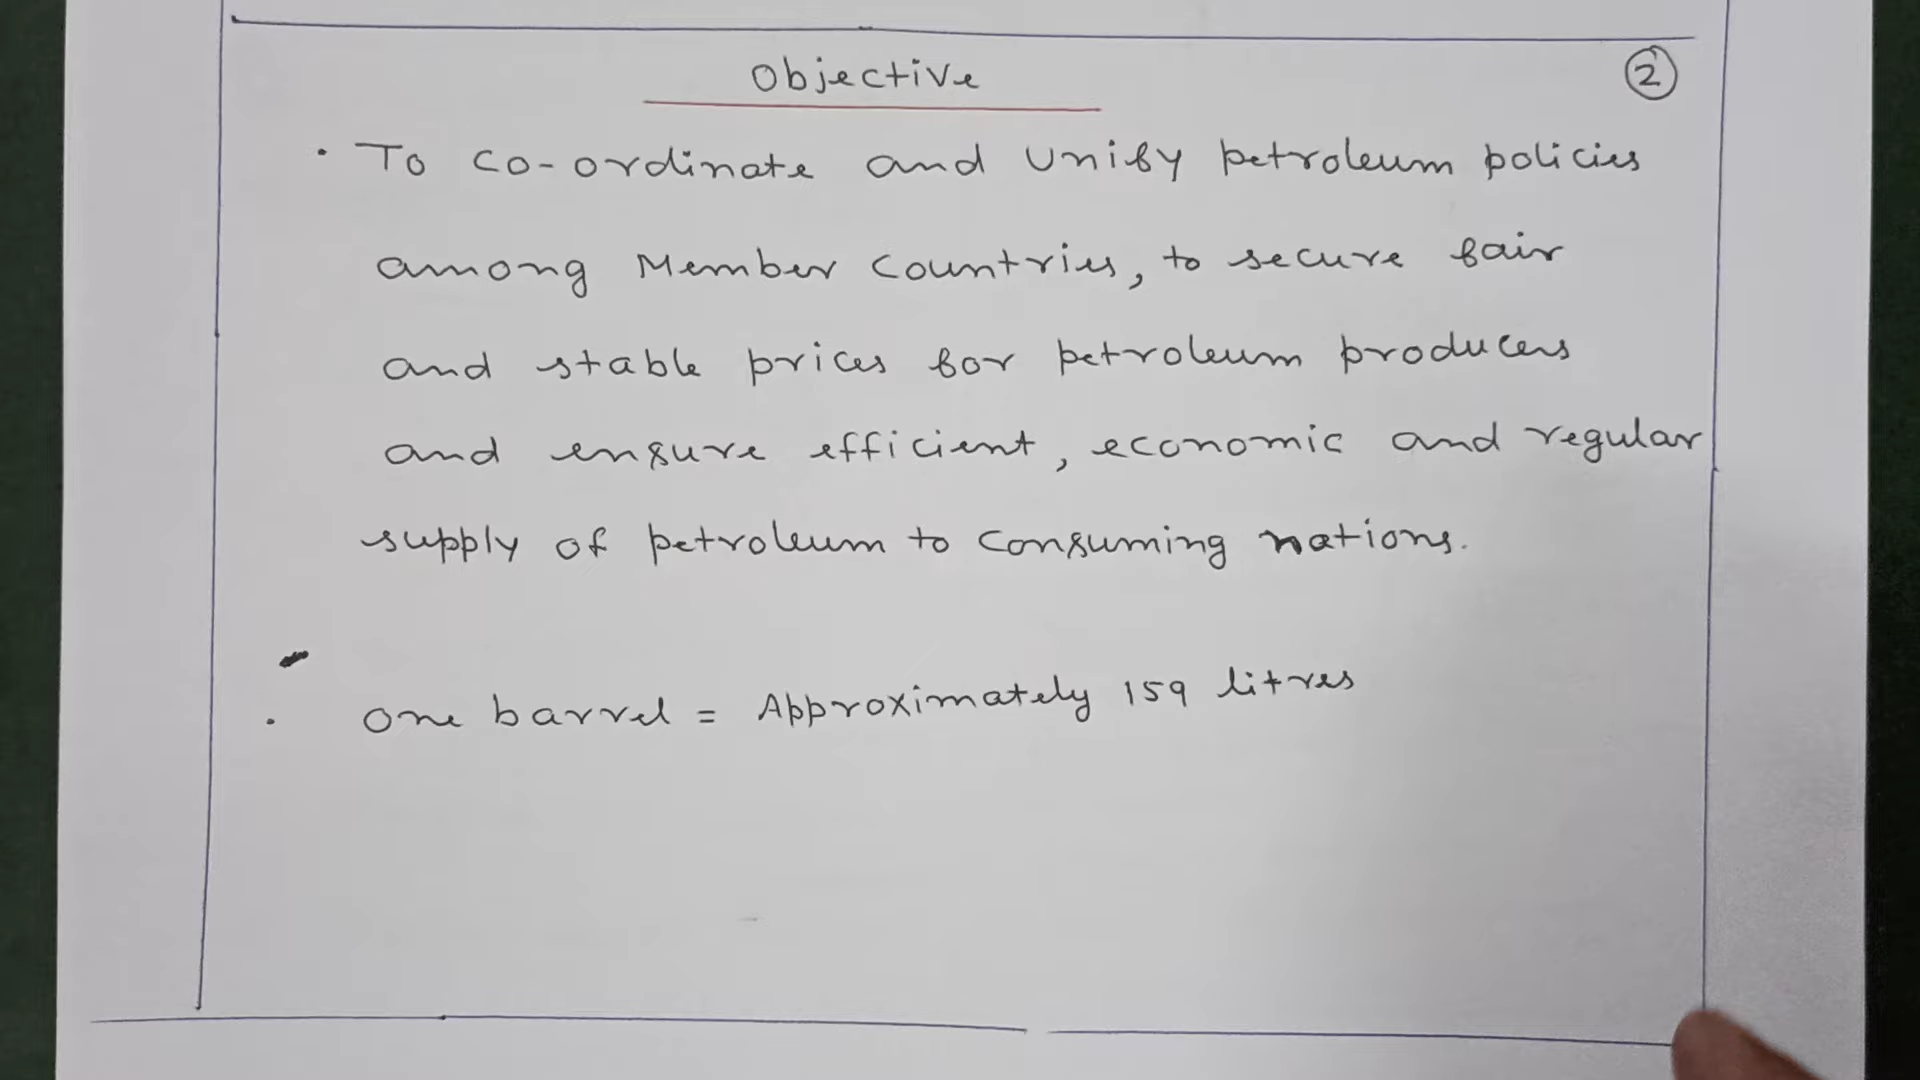 Objective
2
• To co-ordinate and unify petroleum policies
among Member Countries, to secure fair
and stable prices for petroleum producers
and ensure efficient, economic and regular
supply of petroleum to consuming nations.
• One barrel = Approximately 159 litres